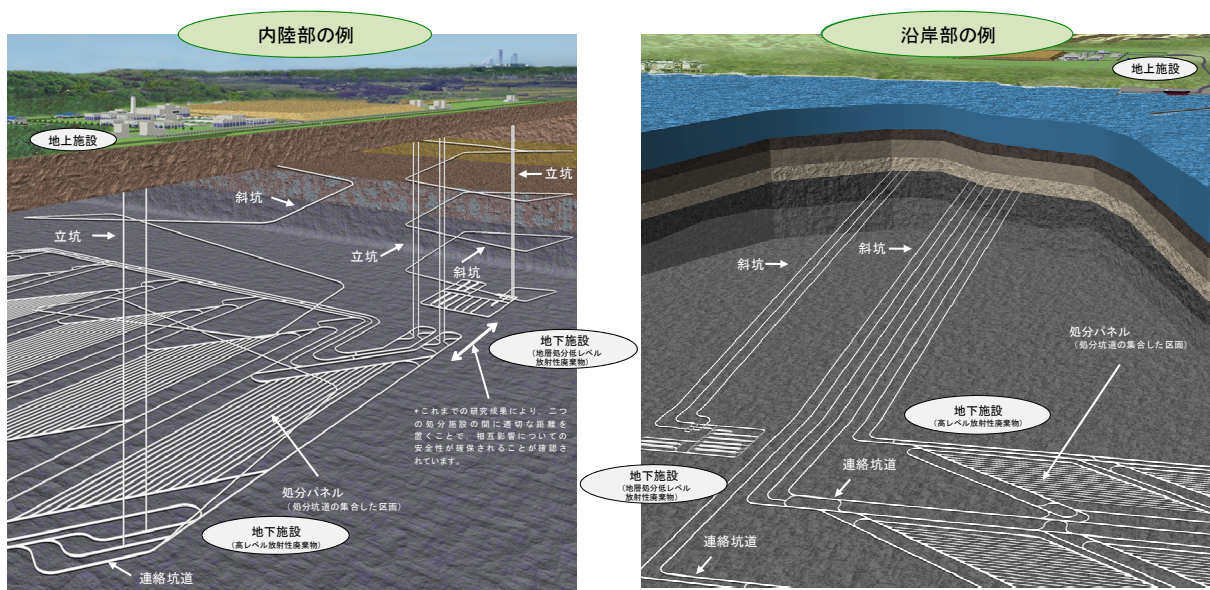 内陸部の例
地上施設
斜坑
立坑
立坑
立坑
斜坑
地下施設
（地層処分低レベル
放射性廃棄物）
*これまでの研究成果により、二つ
の処分施設の間に適切な距離を
置くことで、相互影響についての
安全性が確保されることが確認さ
れています。
処分パネル
（処分坑道の集合した区画）
地下施設
（高レベル放射性廃棄物）
連絡坑道
沿岸部の例
地上施設
斜坑
斜坑
処分パネル
（処分坑道の集合した区画）
地下施設
（高レベル放射性廃棄物）
連絡坑道
地下施設
（地層処分低レベル
放射性廃棄物）
連絡坑道